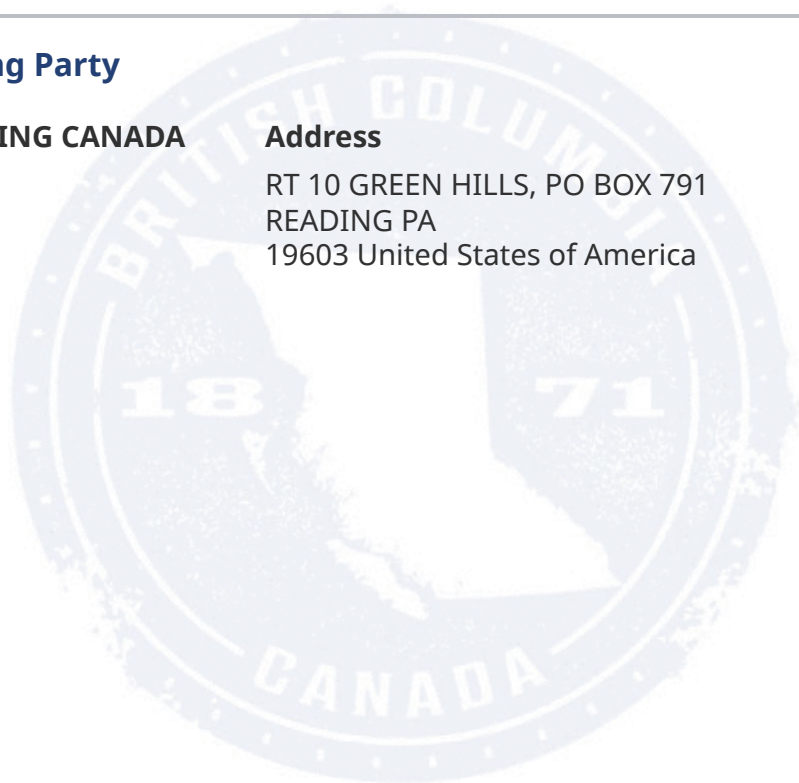 ng Party
ING CANADA
Address
RT 10 GREEN HILLS, PO BOX 791
READING PA
19603 United States of America
BRITISH COLUMBIA
18 71
CANADA